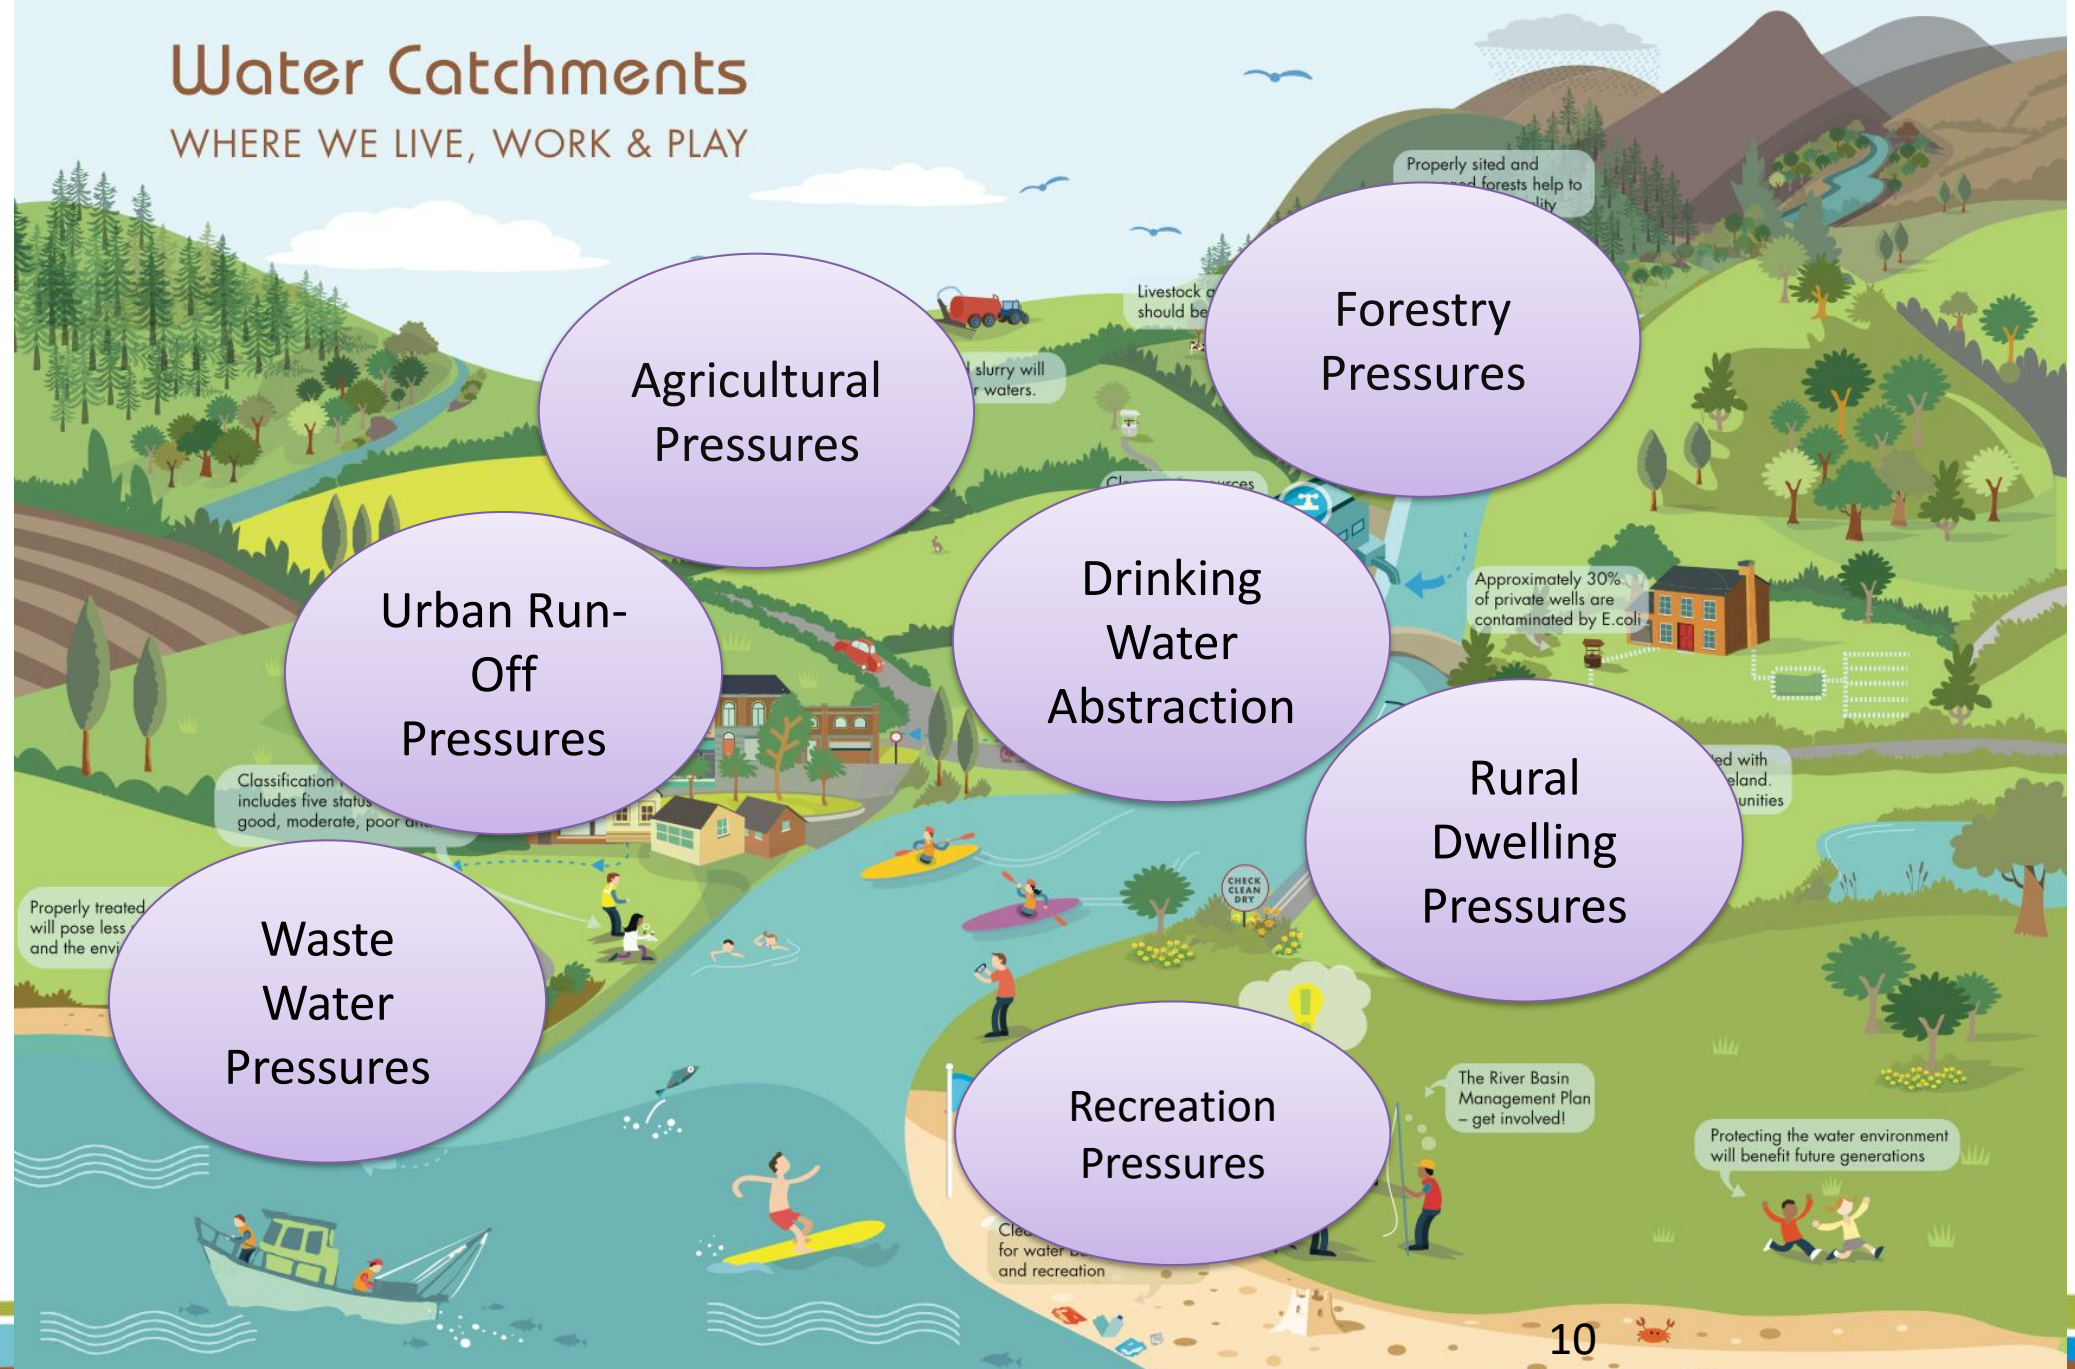 Water Catchments
WHERE WE LIVE, WORK & PLAY
Properly sited and
forests help to
Forestry
Pressures
Livestock
should be
Agricultural
Pressures
slurry will
waters.
Drinking
Water
Abstraction
Approximately 30%
of private wells are
contaminated by E.coli
Urban Run-
Off
Pressures
Classification
includes five status
good, moderate, poor
Rural
Dwelling
Pressures
with
CHECK
CLEAN
DRY
Properly treated
will pose less
and the
Waste
Water
Pressures
Recreation
Pressures
The River Basin
Management Plan
– get involved!
Protecting the water environment
will benefit future generations
for water
and recreation
10